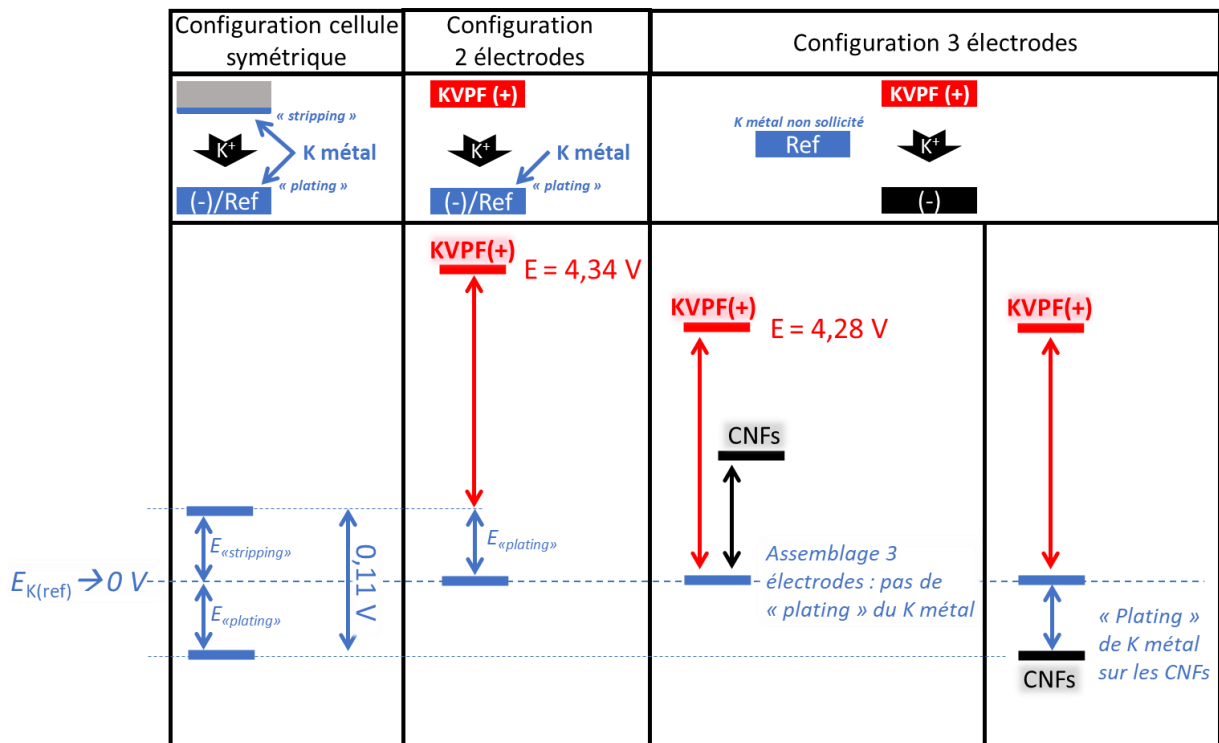 Configuration cellule
symétrique
Configuration
2 électrodes
Configuration 3 électrodes
« stripping »
K⁺
K métal
« plating »
(-)/Ref
KVPF (+)
K⁺
K métal
« plating »
(-)/Ref
KVPF (+)
K métal non sollicité
Ref
K⁺
(-)
KVPF(+)
E = 4,34 V
KVPF(+)
E = 4,28 V
KVPF(+)
CNFs
E«stripping»
0,11 V
E«plating»
E«plating»
Assemblage 3
électrodes : pas de
« plating » du K métal
EK(ref) → 0 V
« Plating »
de K métal
sur les CNFs
CNFs